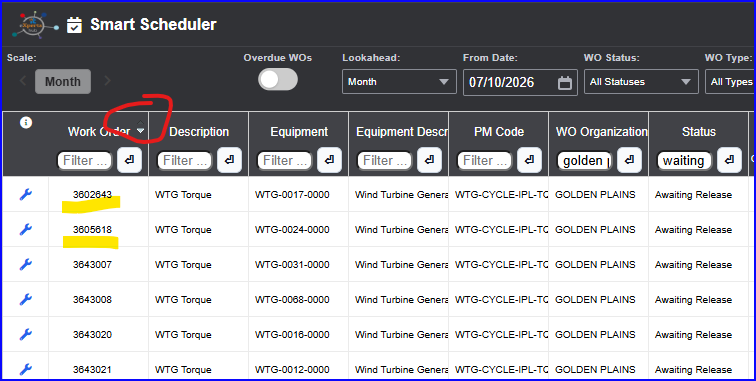 Smart Scheduler
Scale:
Overdue WOs
Lookahead:
From Date:
WO Status:
WO Type:
Month
Month
07/10/2026
All Statuses
All Types
Work Order
Description
Equipment
Equipment Descr
PM Code
WO Organization
Status
Filter ...
Filter ...
Filter ...
Filter ...
Filter ...
golden p
waiting
3602643 WTG Torque WTG-0017-0000 Wind Turbine Genera WTG-CYCLE-IPL-TQ GOLDEN PLAINS Awaiting Release
3605618 WTG Torque WTG-0024-0000 Wind Turbine Genera WTG-CYCLE-IPL-TQ GOLDEN PLAINS Awaiting Release
3643007 WTG Torque WTG-0031-0000 Wind Turbine Genera WTG-CYCLE-IPL-TQ GOLDEN PLAINS Awaiting Release
3643008 WTG Torque WTG-0068-0000 Wind Turbine Genera WTG-CYCLE-IPL-TQ GOLDEN PLAINS Awaiting Release
3643020 WTG Torque WTG-0016-0000 Wind Turbine Genera WTG-CYCLE-IPL-TQ GOLDEN PLAINS Awaiting Release
3643021 WTG Torque WTG-0012-0000 Wind Turbine Genera WTG-CYCLE-IPL-TQ GOLDEN PLAINS Awaiting Release